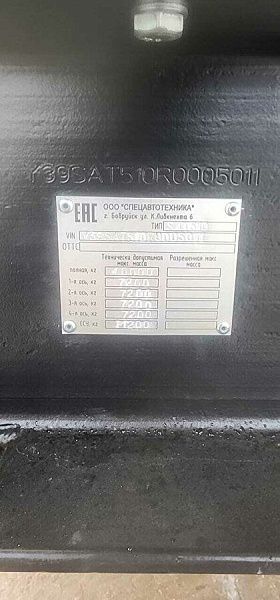 Y39SAT510R0005011
EAC ООО "СПЕЦАВТОТЕХНИКА"
г. Бобруйск ул. К.Либкнехта 6
ТИП
VIN
ОТТС
Технически допустимая макс. масса Разрешенная макс. масса
полная, кг
1-я ось, кг 7200
2-я ось, кг 7200
3-я ось, кг 7200
4-я ось, кг 7200
ССУ, кг 21200